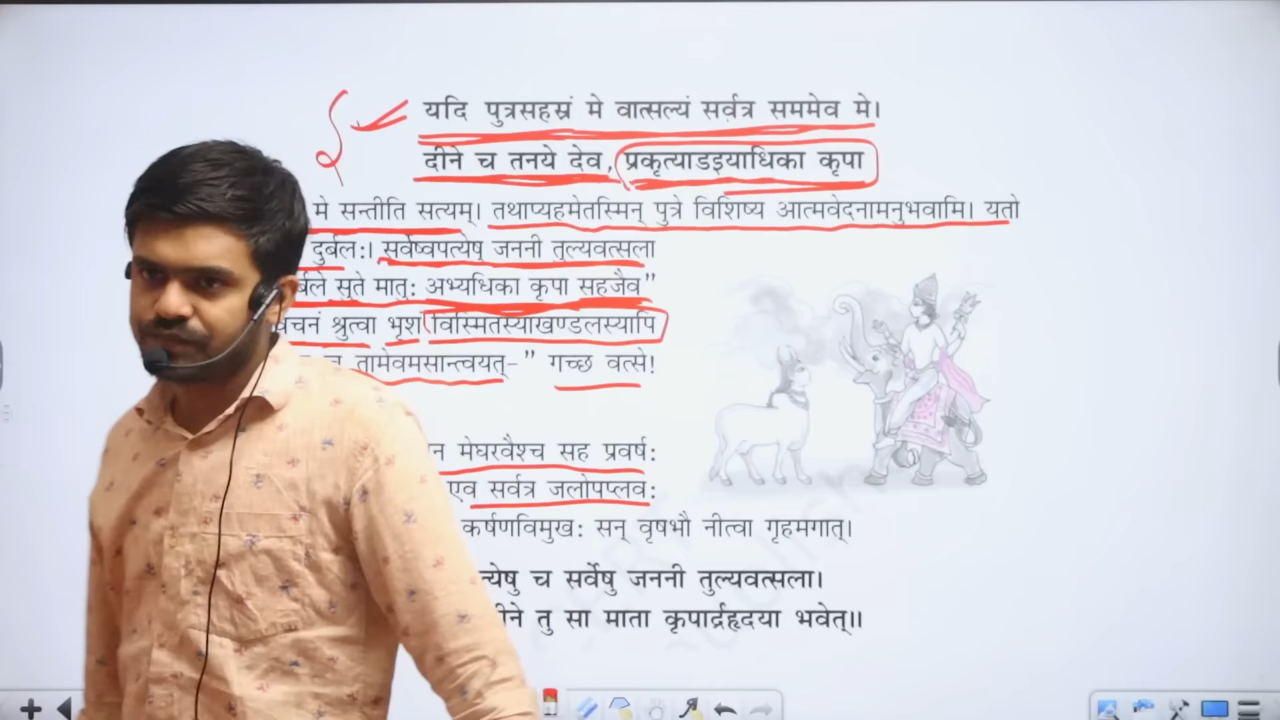 यदि पुत्रसहस्रं मे वात्सल्यं सर्वत्र सममेव मे।
दीने च तनये देव, प्रकृत्याडइयाधिका कृपा
मे सन्तीति सत्यम्। तथाप्यहमेतस्मिन् पुत्रे विशिष्य आत्मवेदनामनुभवामि। यतो
दुर्बल:। सर्वेष्वपत्येषु जननी तुल्यवत्सला
र्बले सुते मातु: अभ्यधिका कृपा सहजैव”
वचनं श्रुत्वा भृशं विस्मितस्याखण्डलस्यापि
तामेवमसान्त्वयत्-” गच्छ वत्से!
मेघरवैश्च सह प्रवर्ष:
एव सर्वत्र जलोपप्लव:
कर्षणविमुख: सन् वृषभौ नीत्वा गृहमगात्।
त्येषु च सर्वेषु जननी तुल्यवत्सला।
तु सा माता कृपार्द्रहृदया भवेत्॥